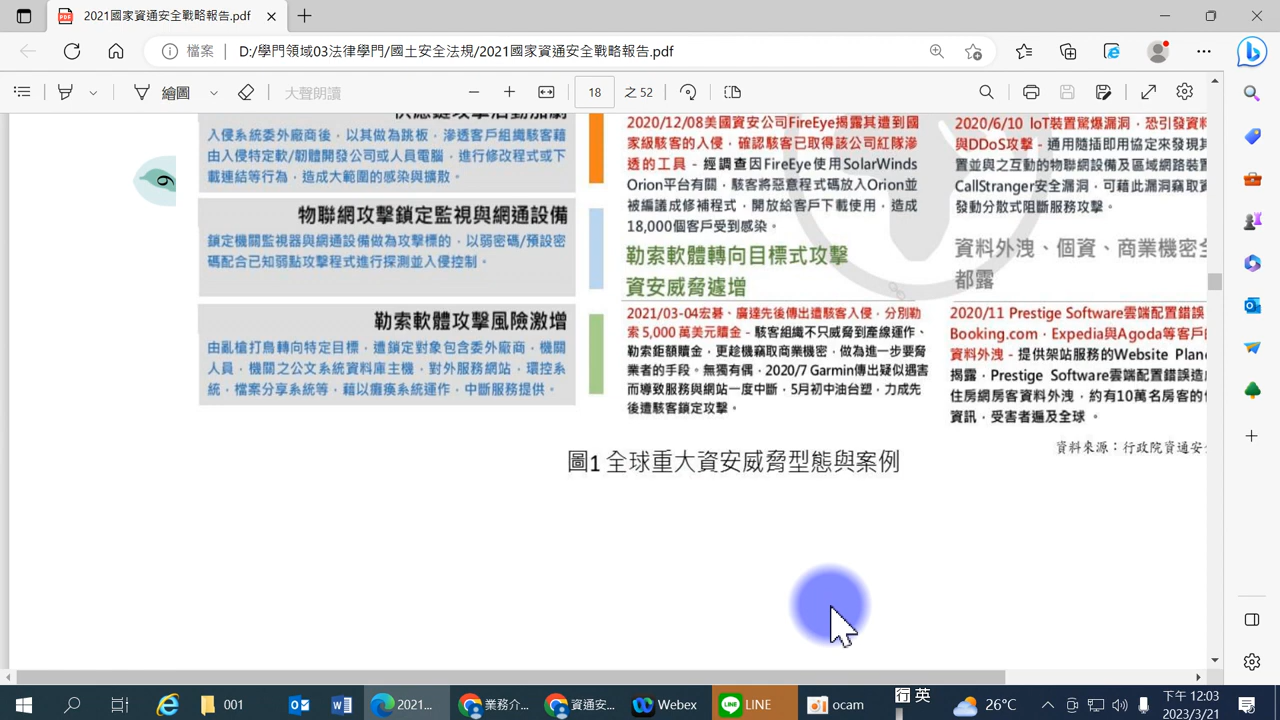 2021國家資通安全戰略報告.pdf
檔案 D:/學門領域03法律學門/國土安全法規/2021國家資通安全戰略報告.pdf
繪圖 大聲朗讀 18 之 52
供應鏈攻擊活動加劇
入侵系統委外廠商後，以其做為跳板，滲透客戶組織駭客藉
由入侵特定軟/韌體開發公司或人員電腦，進行修改程式或下
載連結等行為，造成大範圍的感染與擴散。
物聯網攻擊鎖定監視與網通設備
鎖定機關監視器與網通設備做為攻擊標的，以弱密碼/預設密
碼配合已知弱點攻擊程式進行探測並入侵控制。
勒索軟體攻擊風險激增
由亂槍打鳥轉向特定目標，遭鎖定對象包含委外廠商，機關
人員，機關之公文系統資料庫主機，對外服務網站，環控系
統，檔案分享系統等，藉以癱瘓系統運作，中斷服務提供。
2020/12/08美國資安公司FireEye揭露其遭到國
家級駭客的入侵，確認駭客已取得該公司紅隊滲
透的工具 - 經調查因FireEye使用SolarWinds
Orion平台有關，駭客將惡意程式碼放入Orion並
被編議成修補程式，開放給客戶下載使用，造成
18,000個客戶受到感染。
勒索軟體轉向目標式攻擊
資安威脅遽增
2021/03-04宏碁、廣達先後傳出遭駭客入侵，分別勒
索 5,000 萬美元贖金 - 駭客組織不只威脅到產線運作、
勒索鉅額贖金，更趁機竊取商業機密，做為進一步要脅
業者的手段。無獨有偶，2020/7 Garmin傳出疑似遇害
而導致服務與網站一度中斷，5月初中油台塑，力成先
後遭駭客鎖定攻擊。
2020/6/10 IoT裝置驚爆漏洞，恐引發資料
與DDoS攻擊 - 通用隨插即用協定來發現其
置並與之互動的物聯網設備及區域網路裝置
CallStranger安全漏洞，可藉此漏洞竊取資
發動分散式阻斷服務攻擊。
資料外洩、個資、商業機密全
都露
2020/11 Prestige Software雲端配置錯誤
Booking.com，Expedia與Agoda等客戶的
資料外洩 - 提供架站服務的Website Plan
揭露，Prestige Software雲端配置錯誤造
住房網房客資料外洩，約有10萬名房客的
資訊，受害者遍及全球。
資料來源：行政院資通安
圖1 全球重大資安威脅型態與案例
6
001
2021...
業務介...
資通安...
Webex
LINE
ocam
英
26°C
下午 12:03
2023/3/21